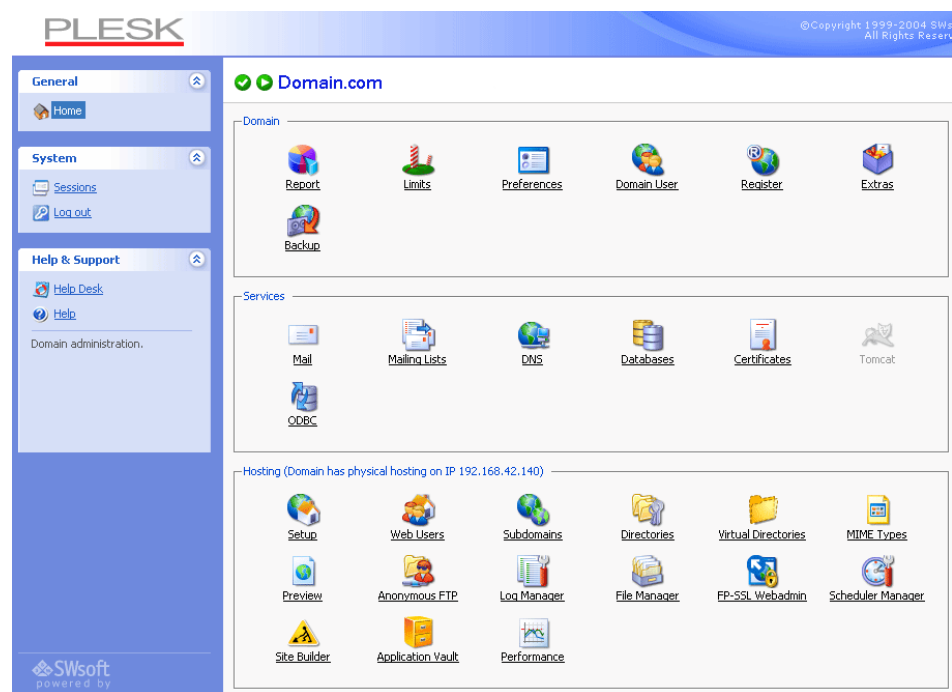 PLESK
©Copyright 1999-2004
All Rights
General
Home
System
Sessions
Log out
Help & Support
Help Desk
Help
Domain administration.
SWsoft
powered by
Domain.com
Domain
Report Limits Preferences Domain User Register Extras
Backup
Services
Mail Mailing Lists DNS Databases Certificates Tomcat
ODBC
Hosting (Domain has physical hosting on IP 192.168.42.140)
Setup Web Users Subdomains Directories Virtual Directories MIME Types
Preview Anonymous FTP Log Manager File Manager FP-SSL Webadmin Scheduler Manager
Site Builder Application Vault Performance